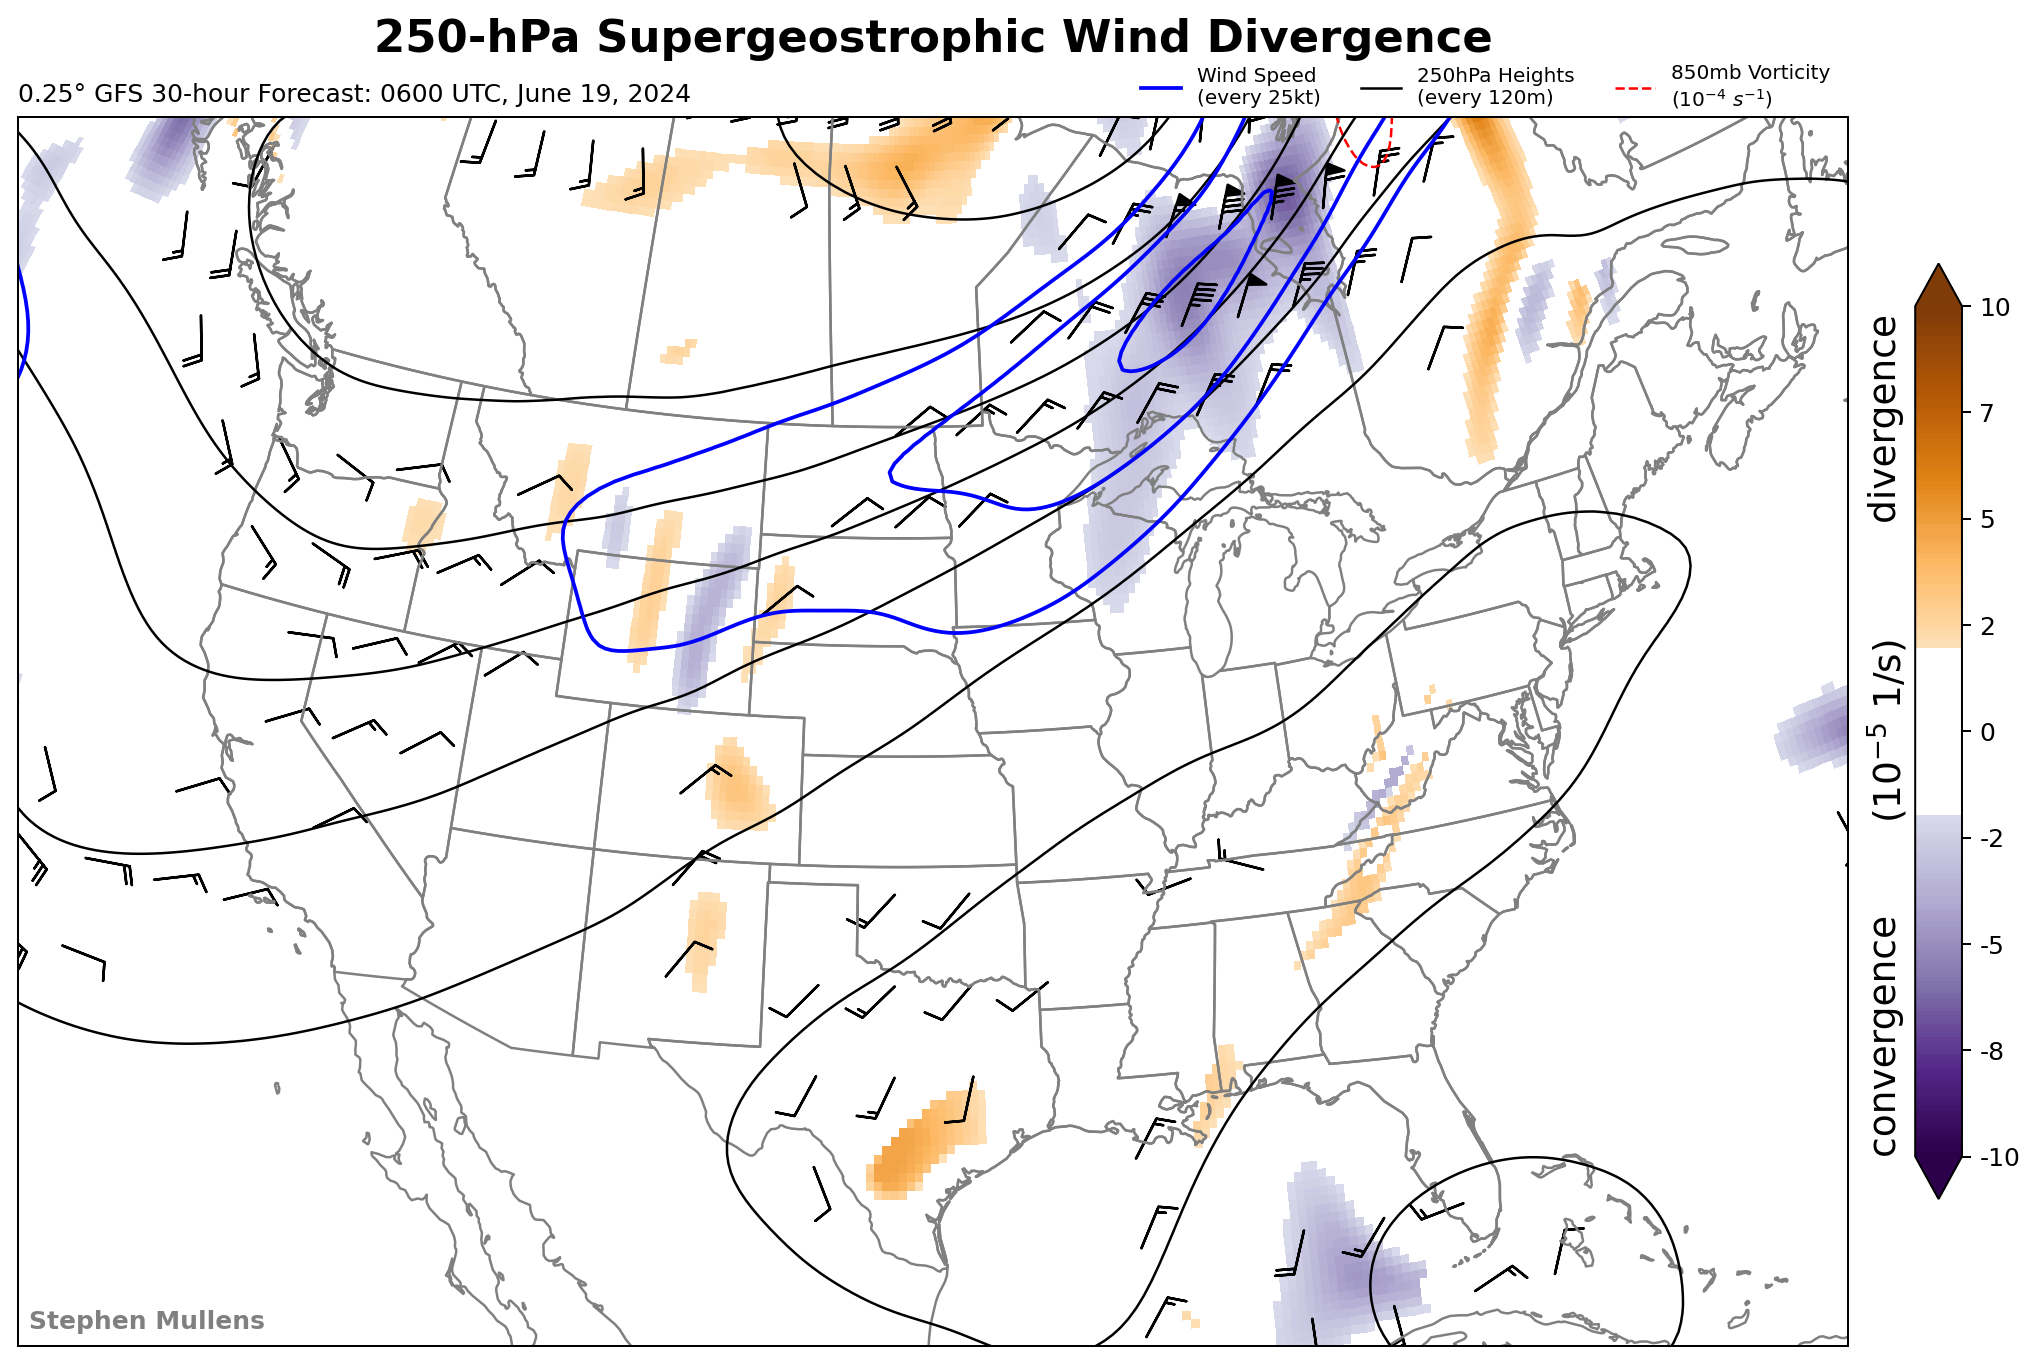 250-hPa Supergeostrophic Wind Divergence
0.25° GFS 30-hour Forecast: 0600 UTC, June 19, 2024
Wind Speed
(every 25kt)
250hPa Heights
(every 120m)
850mb Vorticity
(10⁻⁴ s⁻¹)
10
7
5
2
0
-2
-5
-8
-10
convergence (10⁻⁵ 1/s) divergence
Stephen Mullens